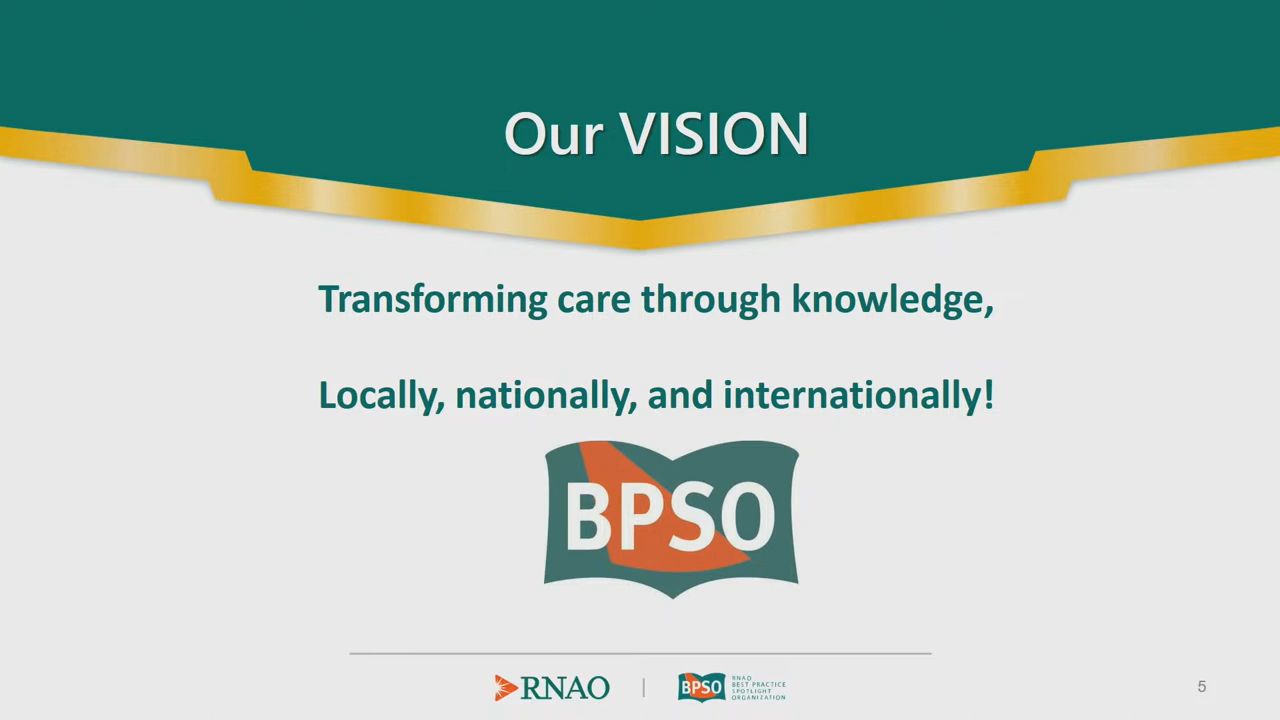 Our VISION
Transforming care through knowledge,
Locally, nationally, and internationally!
BPSO
RNAO
BPSO
RNAO
BEST PRACTICE
SPOTLIGHT
ORGANIZATION
5